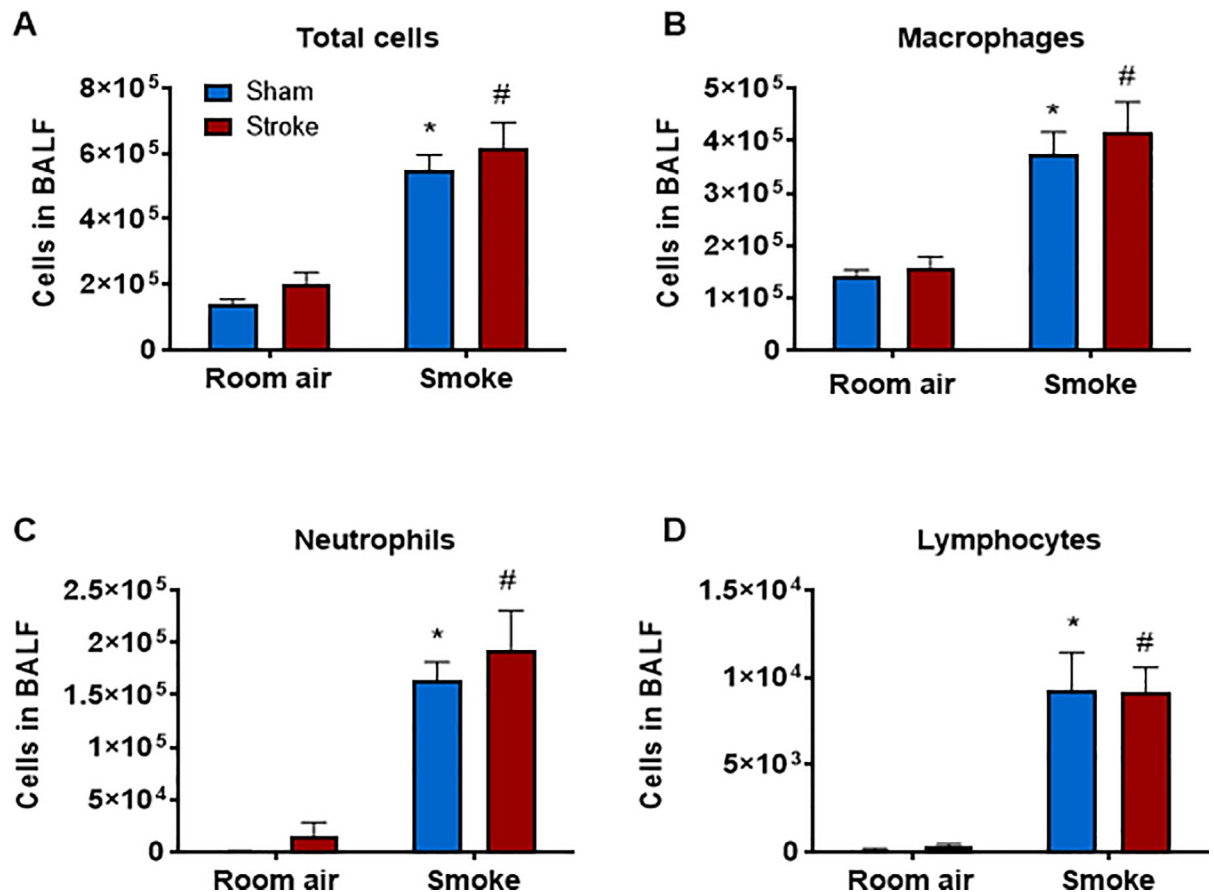 A
Total cells
Cells in BALF
8×10⁵
6×10⁵
4×10⁵
2×10⁵
0
Sham
Stroke
*
#
Room air
Smoke
B
Macrophages
Cells in BALF
5×10⁵
4×10⁵
3×10⁵
2×10⁵
1×10⁵
0
*
#
Room air
Smoke
C
Neutrophils
Cells in BALF
2.5×10⁵
2×10⁵
1.5×10⁵
1×10⁵
5×10⁴
0
*
#
Room air
Smoke
D
Lymphocytes
Cells in BALF
1.5×10⁴
1×10⁴
5×10³
0
*
#
Room air
Smoke